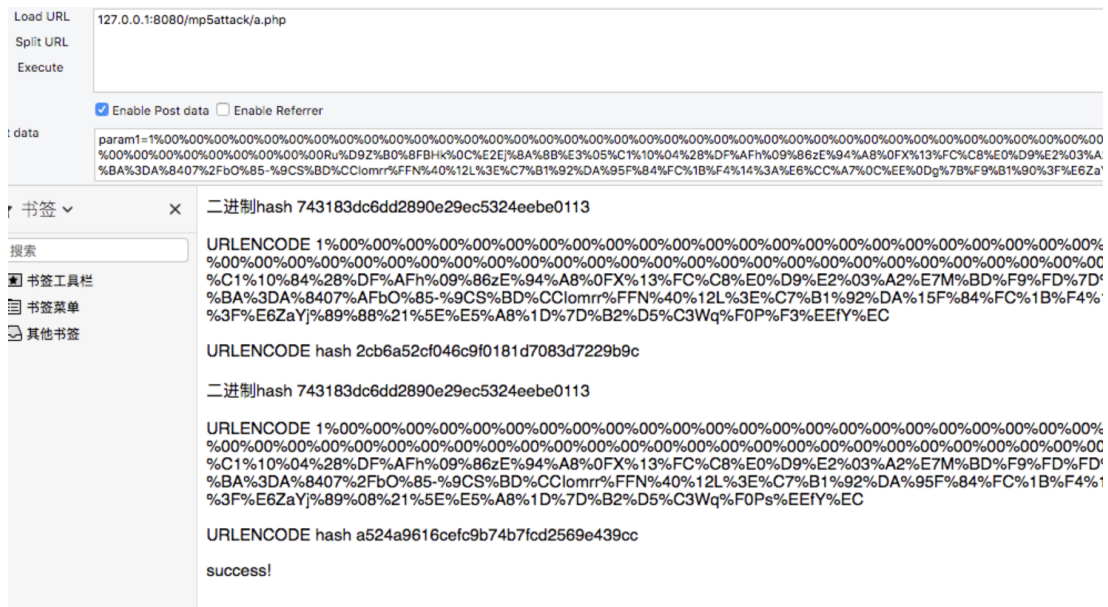 Load URL
127.0.0.1:8080/mp5attack/a.php
Split URL
Execute
Enable Post data Enable Referrer
t data
param1=1%00%00%00%00%00%00%00%00%00%00%00%00%00%00%00%00%00%00%00%00%00%00%00%00%00%00%00%00%00%00%00%00%00%00%00%00%00%00%00%00
%00%00%00%00%00%00%00%00%00Ru%D9Z%B0%8FBHk%0C%E2Ej%8A%8B%E3%05%C1%10%04%28%DF%AFh%09%86zE%94%A8%0FX%13%FC%C8%E0%D9%E2%03%A
%BA%3DA%8407%2FbO%85-%9CS%BD%CClomrr%FFN%40%12L%3E%C7%B1%92%DA%95F%84%FC%1B%F4%14%3A%E6%CC%A7%0C%EE%0Dg%7B%F9%B1%90%3F%E6Za
书签
搜索
书签工具栏
书签菜单
其他书签
二进制hash 743183dc6dd2890e29ec5324eebe0113
URLENCODE 1%00%00%00%00%00%00%00%00%00%00%00%00%00%00%00%00%00%00%00%00%00%00%00%00%00%00%00%
%00%00%00%00%00%00%00%00%00%00%00%00%00%00%00%00%00%00%00%00%00%00%00%00%00%00%00%00%00%00%00
%C1%10%84%28%DF%AFh%09%86zE%94%A8%0FX%13%FC%C8%E0%D9%E2%03%A2%E7M%BD%F9%FD%7D%
%BA%3DA%8407%AFbO%85-%9CS%BD%CClomrr%FFN%40%12L%3E%C7%B1%92%DA%15F%84%FC%1B%F4%1
%3F%E6ZaYj%89%88%21%5E%E5%A8%1D%7D%B2%D5%C3Wq%F0P%F3%EEfY%EC
URLENCODE hash 2cb6a52cf046c9f0181d7083d7229b9c
二进制hash 743183dc6dd2890e29ec5324eebe0113
URLENCODE 1%00%00%00%00%00%00%00%00%00%00%00%00%00%00%00%00%00%00%00%00%00%00%00%00%00%00%00%
%00%00%00%00%00%00%00%00%00%00%00%00%00%00%00%00%00%00%00%00%00%00%00%00%00%00%00%00%00%00%00
%C1%10%04%28%DF%AFh%09%86zE%94%A8%0FX%13%FC%C8%E0%D9%E2%03%A2%E7M%BD%F9%FD%FD%
%BA%3DA%8407%2FbO%85-%9CS%BD%CClomrr%FFN%40%12L%3E%C7%B1%92%DA%95F%84%FC%1B%F4%1
%3F%E6ZaYj%89%08%21%5E%E5%A8%1D%7D%B2%D5%C3Wq%F0Ps%EEfY%EC
URLENCODE hash a524a9616cefc9b74b7fcd2569e439cc
success!